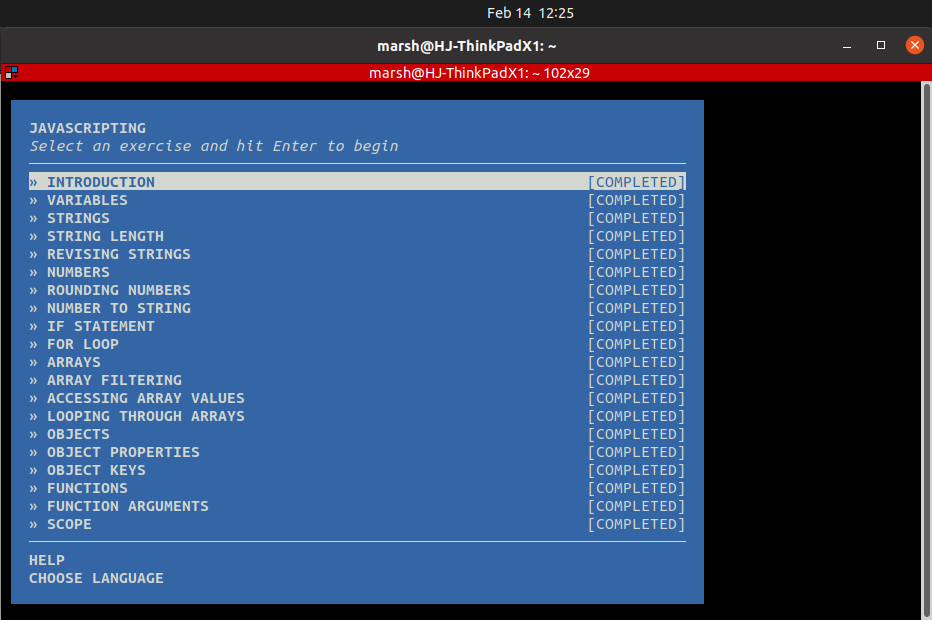 Feb 14 12:25
marsh@HJ-ThinkPadX1: ~
marsh@HJ-ThinkPadX1: ~ 102x29
JAVASCRIPTING
Select an exercise and hit Enter to begin
» INTRODUCTION [COMPLETED]
» VARIABLES [COMPLETED]
» STRINGS [COMPLETED]
» STRING LENGTH [COMPLETED]
» REVISING STRINGS [COMPLETED]
» NUMBERS [COMPLETED]
» ROUNDING NUMBERS [COMPLETED]
» NUMBER TO STRING [COMPLETED]
» IF STATEMENT [COMPLETED]
» FOR LOOP [COMPLETED]
» ARRAYS [COMPLETED]
» ARRAY FILTERING [COMPLETED]
» ACCESSING ARRAY VALUES [COMPLETED]
» LOOPING THROUGH ARRAYS [COMPLETED]
» OBJECTS [COMPLETED]
» OBJECT PROPERTIES [COMPLETED]
» OBJECT KEYS [COMPLETED]
» FUNCTIONS [COMPLETED]
» FUNCTION ARGUMENTS [COMPLETED]
» SCOPE [COMPLETED]
HELP
CHOOSE LANGUAGE